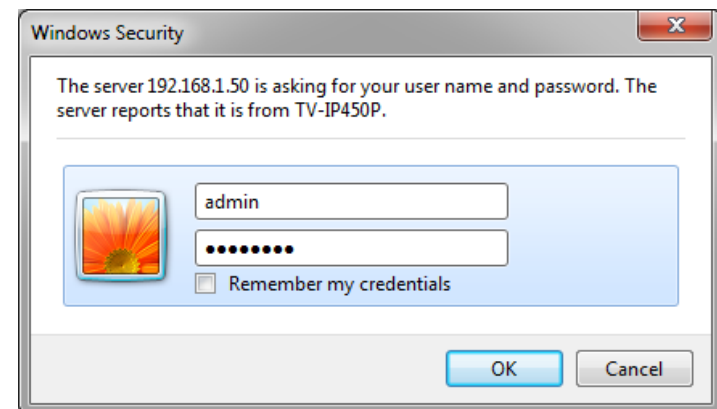 Windows Security
The server 192.168.1.50 is asking for your user name and password. The
server reports that it is from TV-IP450P.
admin
●●●●●●●●
Remember my credentials
OK
Cancel